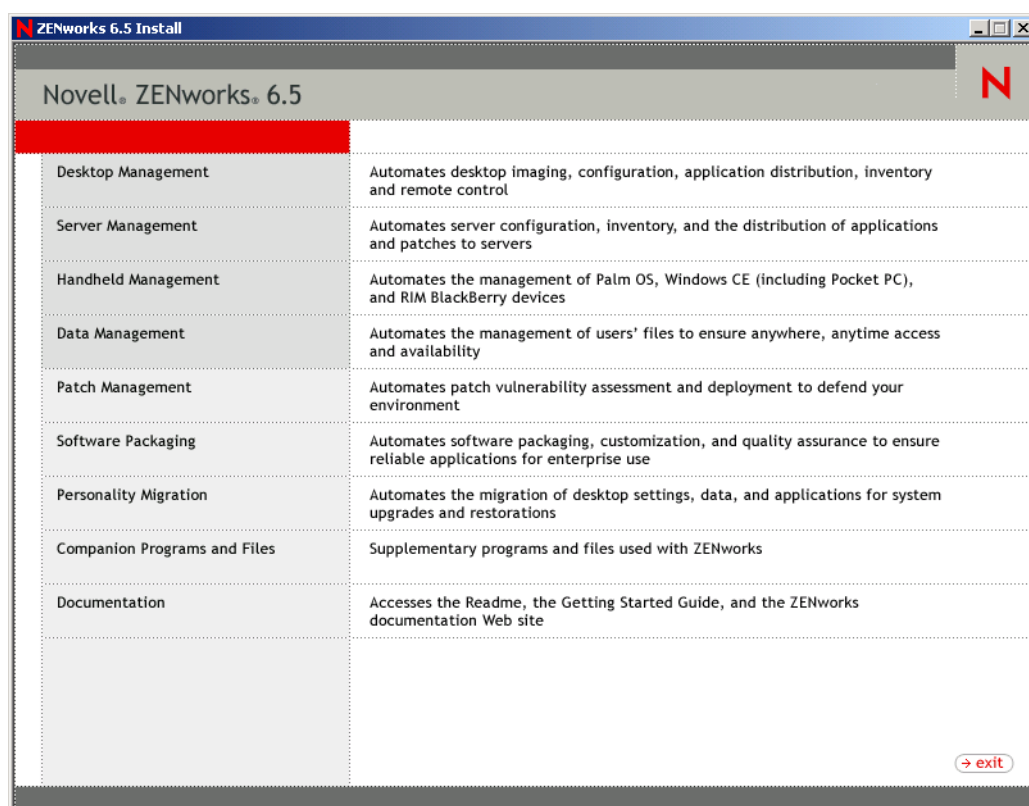 ZENworks 6.5 Install
Novell® ZENworks® 6.5
N
Desktop Management
Automates desktop imaging, configuration, application distribution, inventory
and remote control
Server Management
Automates server configuration, inventory, and the distribution of applications
and patches to servers
Handheld Management
Automates the management of Palm OS, Windows CE (including Pocket PC),
and RIM BlackBerry devices
Data Management
Automates the management of users’ files to ensure anywhere, anytime access
and availability
Patch Management
Automates patch vulnerability assessment and deployment to defend your
environment
Software Packaging
Automates software packaging, customization, and quality assurance to ensure
reliable applications for enterprise use
Personality Migration
Automates the migration of desktop settings, data, and applications for system
upgrades and restorations
Companion Programs and Files
Supplementary programs and files used with ZENworks
Documentation
Accesses the Readme, the Getting Started Guide, and the ZENworks
documentation Web site
→ exit